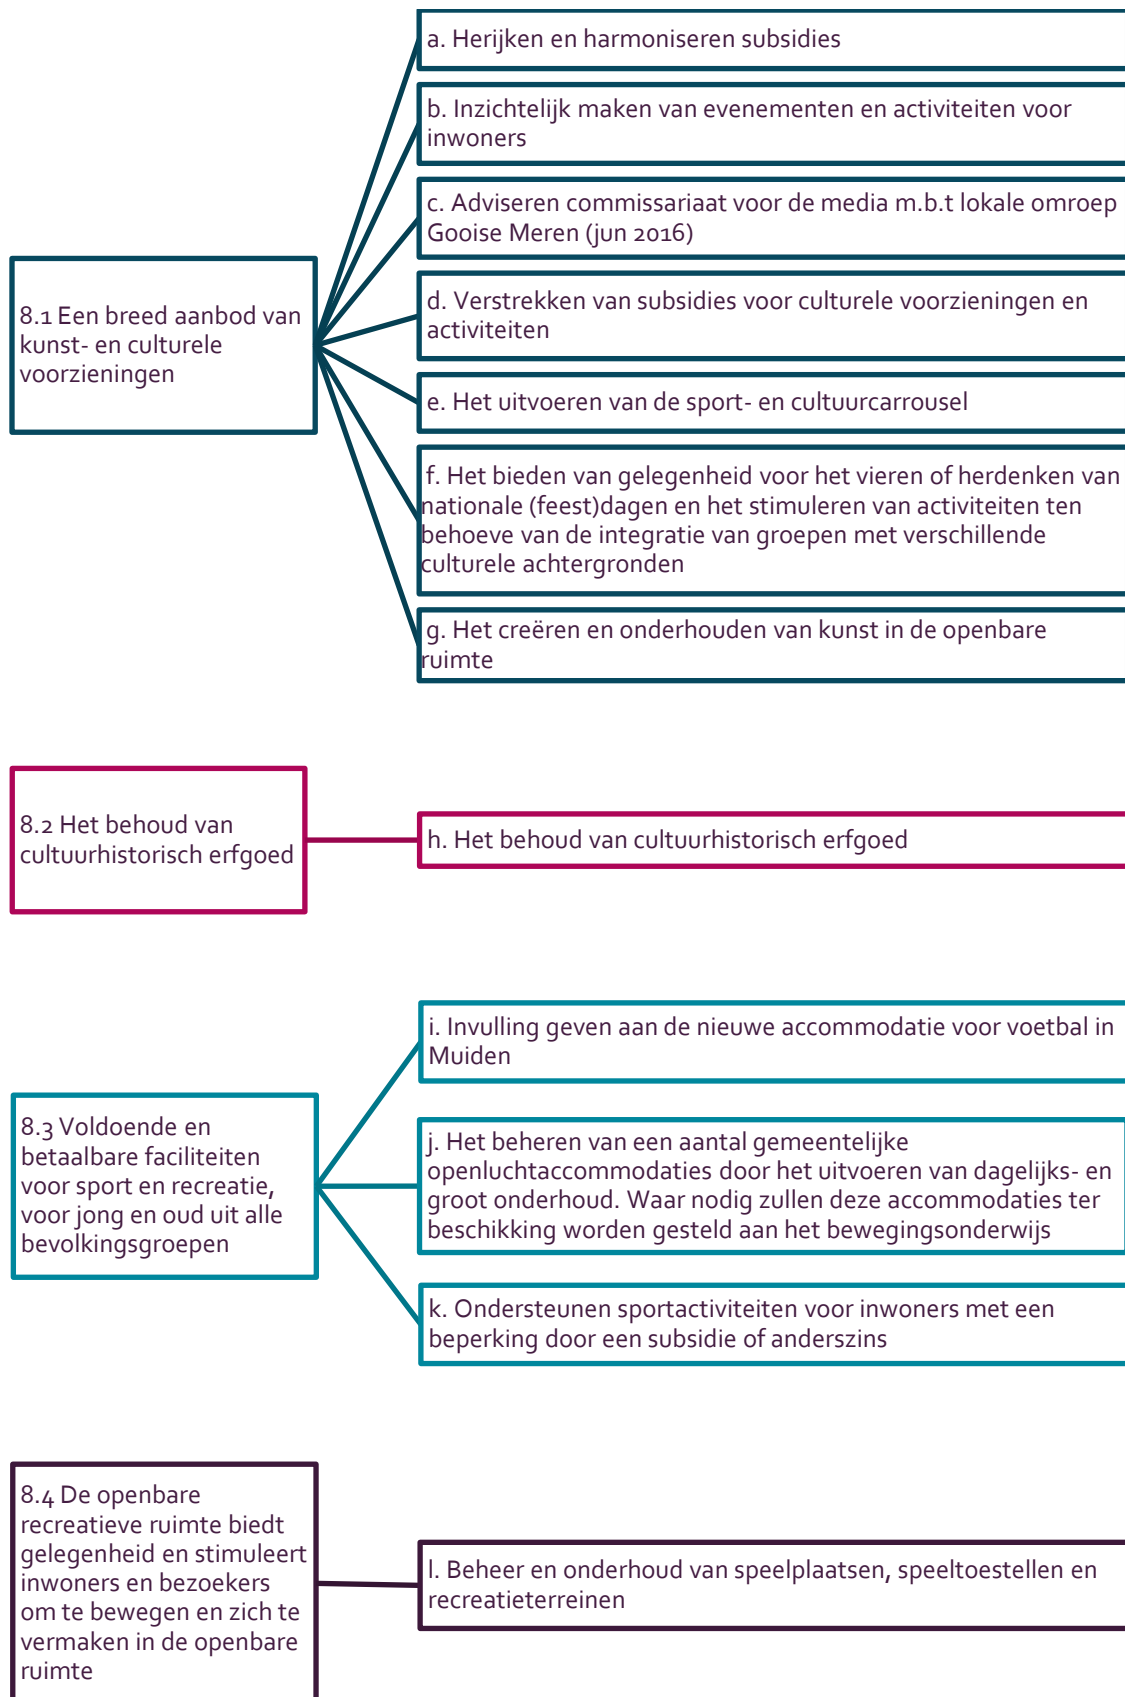 8.1 Een breed aanbod van
kunst- en culturele
voorzieningen
a. Herijken en harmoniseren subsidies
b. Inzichtelijk maken van evenementen en activiteiten voor
inwoners
c. Adviseren commissariaat voor de media m.b.t lokale omroep
Gooise Meren (jun 2016)
d. Verstrekken van subsidies voor culturele voorzieningen en
activiteiten
e. Het uitvoeren van de sport- en cultuurcarrousel
f. Het bieden van gelegenheid voor het vieren of herdenken van
nationale (feest)dagen en het stimuleren van activiteiten ten
behoeve van de integratie van groepen met verschillende
culturele achtergronden
g. Het creëren en onderhouden van kunst in de openbare
ruimte
8.2 Het behoud van
cultuurhistorisch erfgoed
h. Het behoud van cultuurhistorisch erfgoed
8.3 Voldoende en
betaalbare faciliteiten
voor sport en recreatie,
voor jong en oud uit alle
bevolkingsgroepen
i. Invulling geven aan de nieuwe accommodatie voor voetbal in
Muiden
j. Het beheren van een aantal gemeentelijke
openluchtaccommodaties door het uitvoeren van dagelijks- en
groot onderhoud. Waar nodig zullen deze accommodaties ter
beschikking worden gesteld aan het bewegingsonderwijs
k. Ondersteunen sportactiviteiten voor inwoners met een
beperking door een subsidie of anderszins
8.4 De openbare
recreatieve ruimte biedt
gelegenheid en stimuleert
inwoners en bezoekers
om te bewegen en zich te
vermaken in de openbare
ruimte
l. Beheer en onderhoud van speelplaatsen, speeltoestellen en
recreatieterreinen